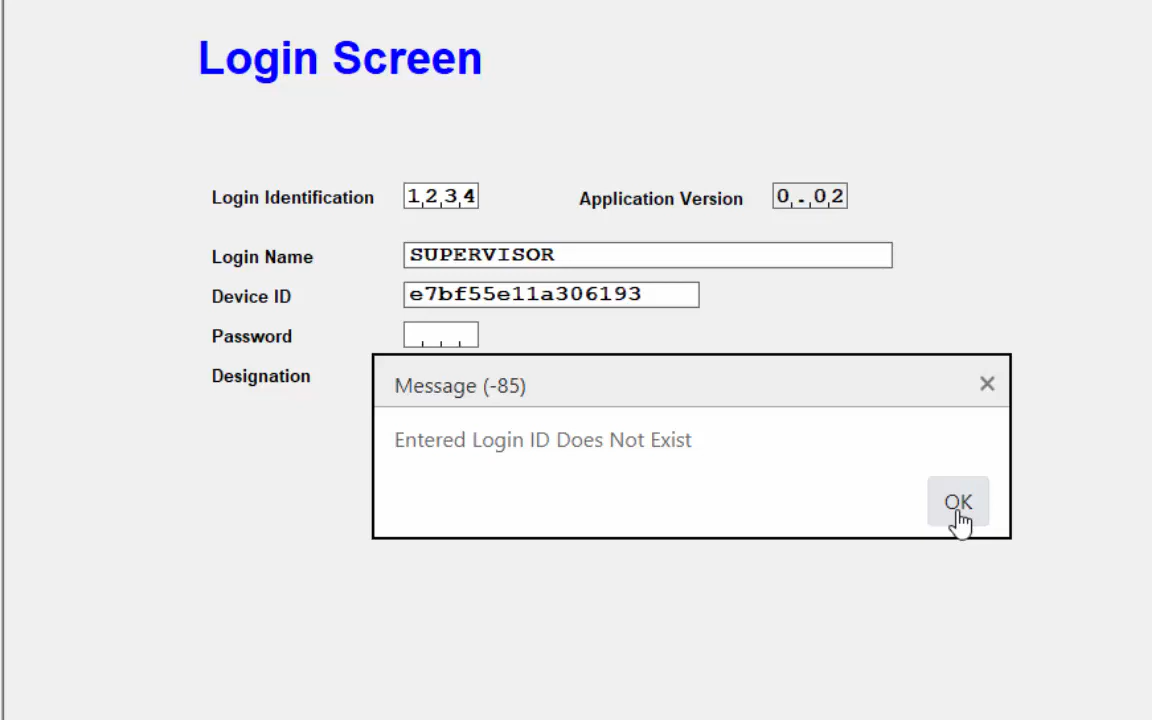 Login Screen
Login Identification 1234 Application Version 0.02
Login Name SUPERVISOR
Device ID e7bf55e11a306193
Password
Designation
Message (-85) ×
Entered Login ID Does Not Exist
OK